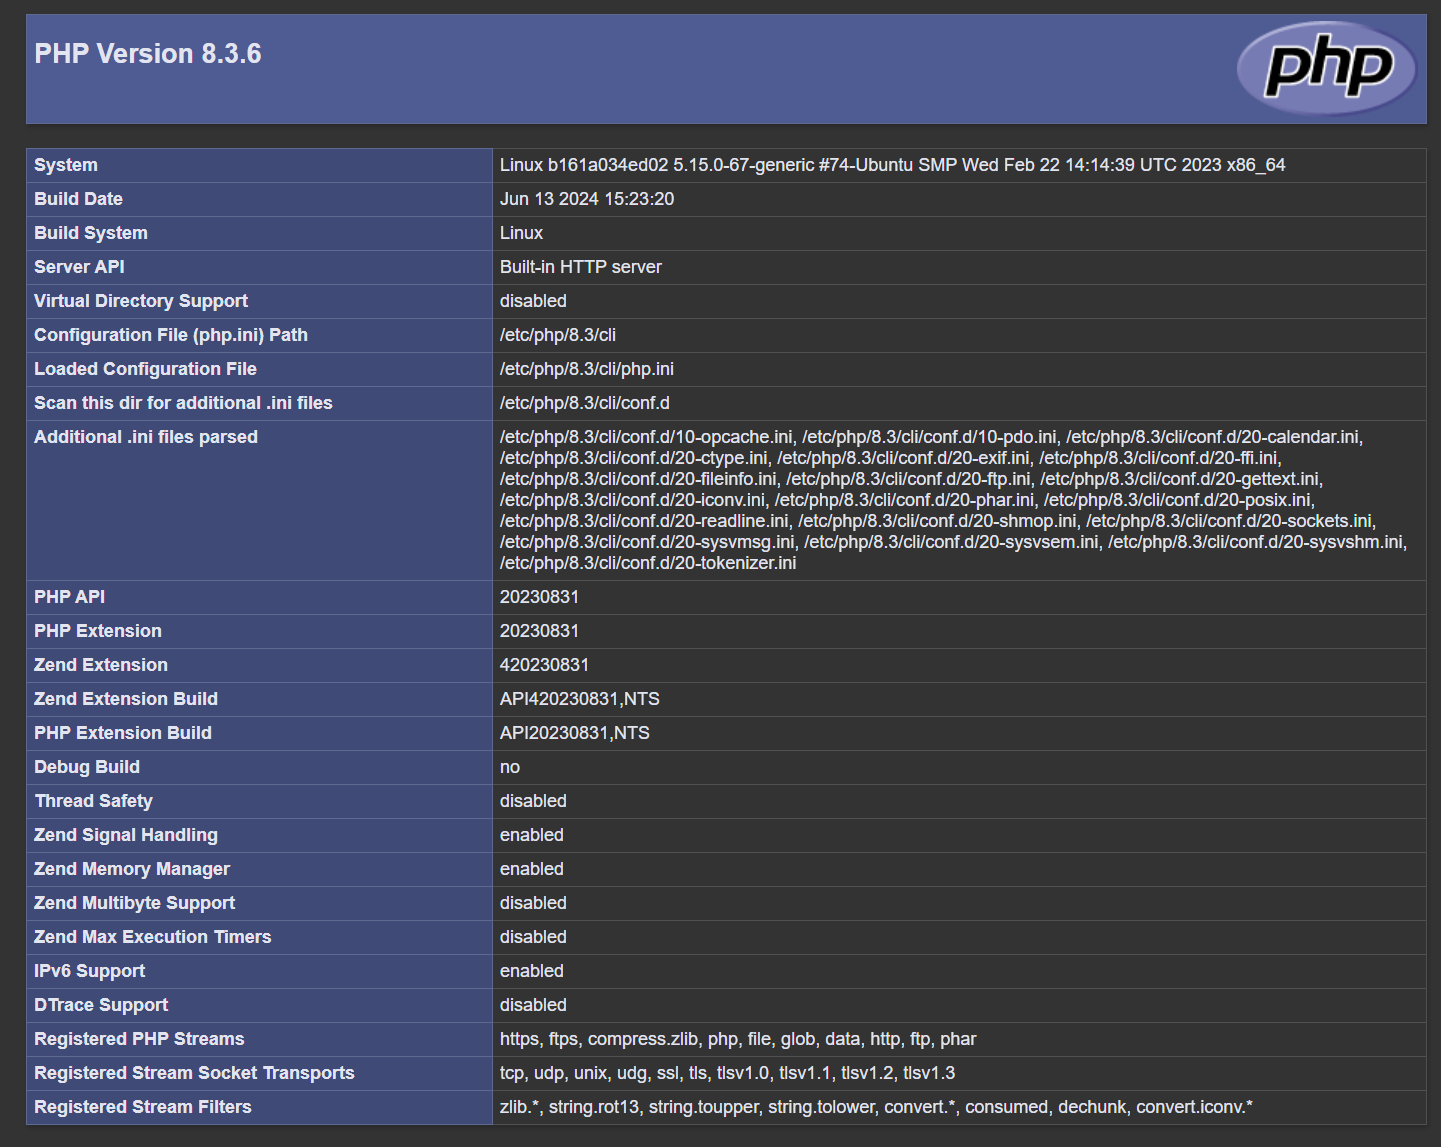 PHP Version 8.3.6
php
System Linux b161a034ed02 5.15.0-67-generic #74-Ubuntu SMP Wed Feb 22 14:14:39 UTC 2023 x86_64
Build Date Jun 13 2024 15:23:20
Build System Linux
Server API Built-in HTTP server
Virtual Directory Support disabled
Configuration File (php.ini) Path /etc/php/8.3/cli
Loaded Configuration File /etc/php/8.3/cli/php.ini
Scan this dir for additional .ini files /etc/php/8.3/cli/conf.d
Additional .ini files parsed /etc/php/8.3/cli/conf.d/10-opcache.ini, /etc/php/8.3/cli/conf.d/10-pdo.ini, /etc/php/8.3/cli/conf.d/20-calendar.ini,
/etc/php/8.3/cli/conf.d/20-ctype.ini, /etc/php/8.3/cli/conf.d/20-exif.ini, /etc/php/8.3/cli/conf.d/20-ffi.ini,
/etc/php/8.3/cli/conf.d/20-fileinfo.ini, /etc/php/8.3/cli/conf.d/20-ftp.ini, /etc/php/8.3/cli/conf.d/20-gettext.ini,
/etc/php/8.3/cli/conf.d/20-iconv.ini, /etc/php/8.3/cli/conf.d/20-phar.ini, /etc/php/8.3/cli/conf.d/20-posix.ini,
/etc/php/8.3/cli/conf.d/20-readline.ini, /etc/php/8.3/cli/conf.d/20-shmop.ini, /etc/php/8.3/cli/conf.d/20-sockets.ini,
/etc/php/8.3/cli/conf.d/20-sysvmsg.ini, /etc/php/8.3/cli/conf.d/20-sysvsem.ini, /etc/php/8.3/cli/conf.d/20-sysvshm.ini,
/etc/php/8.3/cli/conf.d/20-tokenizer.ini
PHP API 20230831
PHP Extension 20230831
Zend Extension 420230831
Zend Extension Build API420230831,NTS
PHP Extension Build API20230831,NTS
Debug Build no
Thread Safety disabled
Zend Signal Handling enabled
Zend Memory Manager enabled
Zend Multibyte Support disabled
Zend Max Execution Timers disabled
IPv6 Support enabled
DTrace Support disabled
Registered PHP Streams https, ftps, compress.zlib, php, file, glob, data, http, ftp, phar
Registered Stream Socket Transports tcp, udp, unix, udg, ssl, tls, tlsv1.0, tlsv1.1, tlsv1.2, tlsv1.3
Registered Stream Filters zlib.*, string.rot13, string.toupper, string.tolower, convert.*, consumed, dechunk, convert.iconv.*